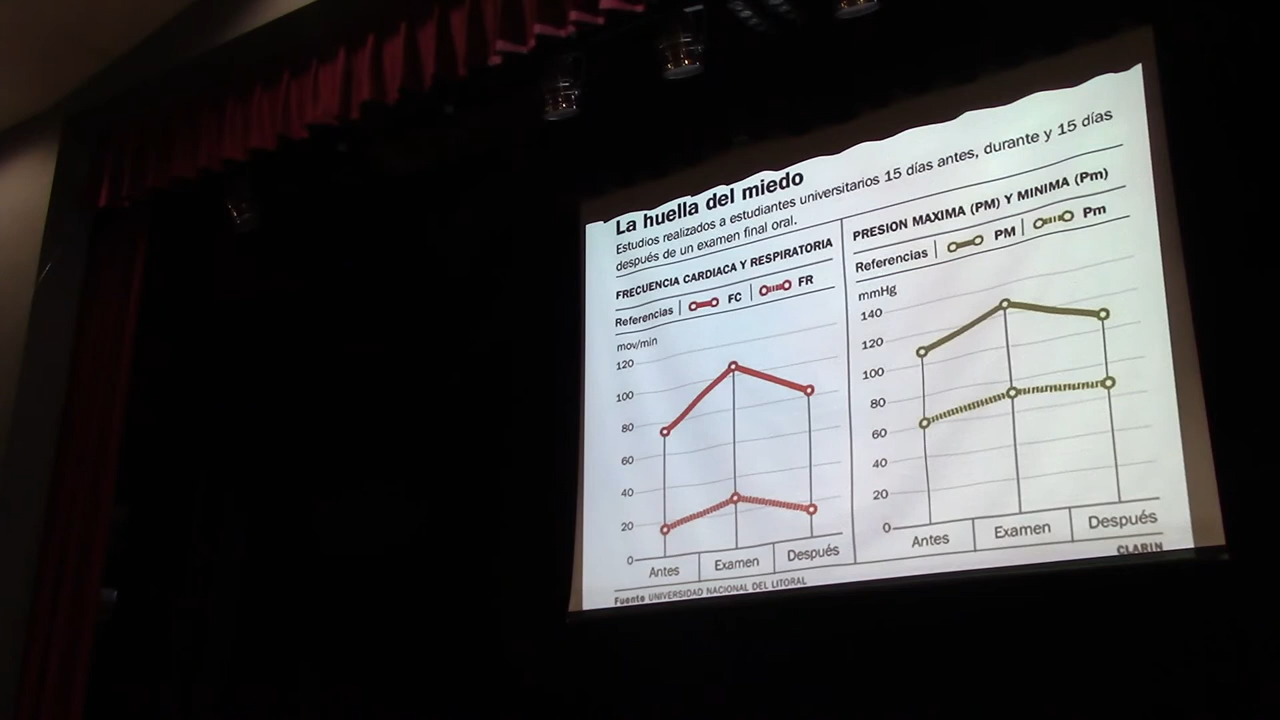 La huella del miedo
Estudios realizados a estudiantes universitarios 15 días antes, durante y 15 días
después de un examen final oral.
FRECUENCIA CARDIACA Y RESPIRATORIA
Referencias FC FR
mov/min
120
100
80
60
40
20
0
Antes Examen Después
PRESION MAXIMA (PM) Y MINIMA (Pm)
Referencias PM Pm
mmHg
140
120
100
80
60
40
20
0
Antes Examen Después
Fuente UNIVERSIDAD NACIONAL DEL LITORAL
CLARIN